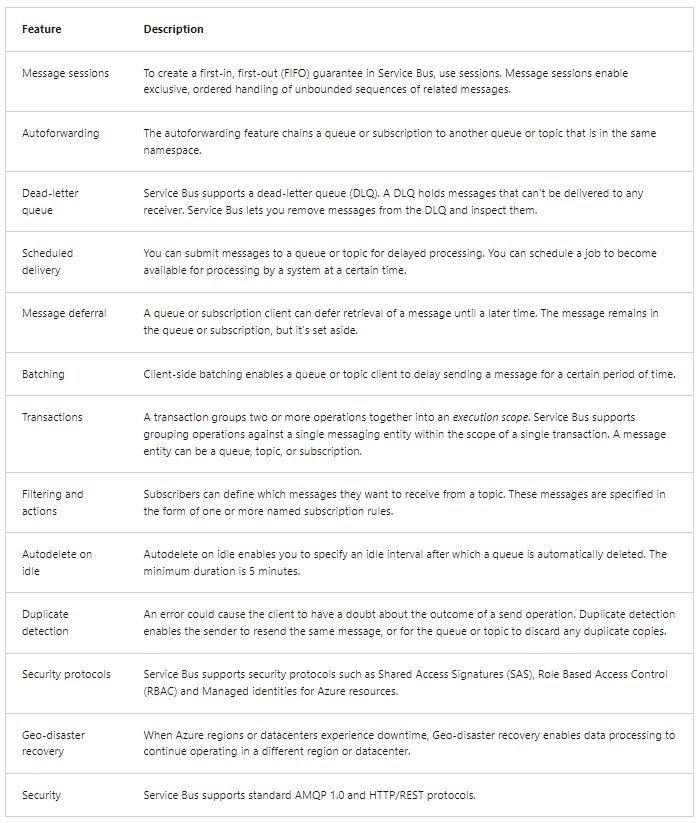 Feature Description
Message sessions To create a first-in, first-out (FIFO) guarantee in Service Bus, use sessions. Message sessions enable
exclusive, ordered handling of unbounded sequences of related messages.
Autoforwarding The autoforwarding feature chains a queue or subscription to another queue or topic that is in the same
namespace.
Dead-letter Service Bus supports a dead-letter queue (DLQ). A DLQ holds messages that can't be delivered to any
queue receiver. Service Bus lets you remove messages from the DLQ and inspect them.
Scheduled You can submit messages to a queue or topic for delayed processing. You can schedule a job to become
delivery available for processing by a system at a certain time.
Message deferral A queue or subscription client can defer retrieval of a message until a later time. The message remains in
the queue or subscription, but it's set aside.
Batching Client-side batching enables a queue or topic client to delay sending a message for a certain period of time.
Transactions A transaction groups two or more operations together into an execution scope. Service Bus supports
grouping operations against a single messaging entity within the scope of a single transaction. A message
entity can be a queue, topic, or subscription.
Filtering and Subscribers can define which messages they want to receive from a topic. These messages are specified in
actions the form of one or more named subscription rules.
Autodelete on Autodelete on idle enables you to specify an idle interval after which a queue is automatically deleted. The
idle minimum duration is 5 minutes.
Duplicate An error could cause the client to have a doubt about the outcome of a send operation. Duplicate detection
detection enables the sender to resend the same message, or for the queue or topic to discard any duplicate copies.
Security protocols Service Bus supports security protocols such as Shared Access Signatures (SAS), Role Based Access Control
(RBAC) and Managed identities for Azure resources.
Geo-disaster When Azure regions or datacenters experience downtime, Geo-disaster recovery enables data processing to
recovery continue operating in a different region or datacenter.
Security Service Bus supports standard AMQP 1.0 and HTTP/REST protocols.